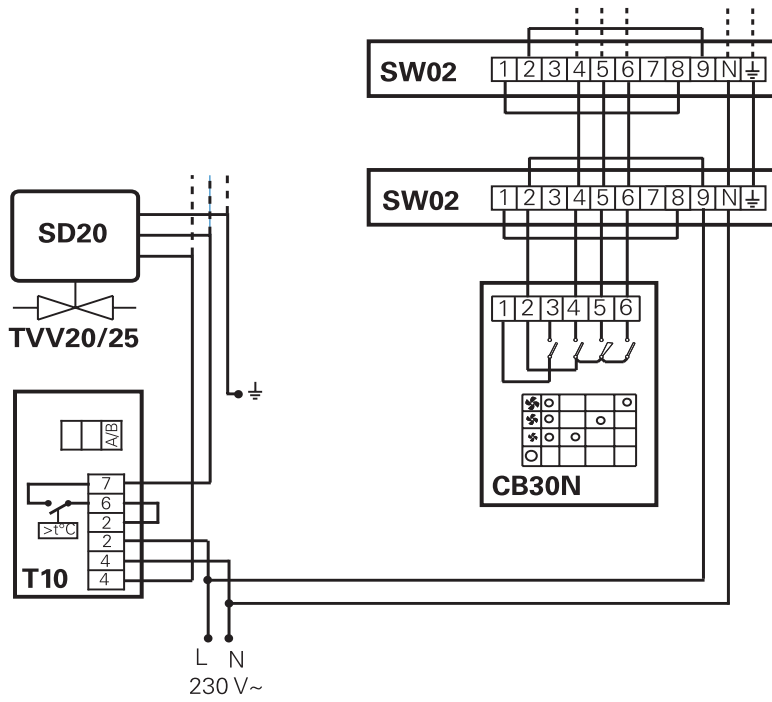 SW02
1 2 3 4 5 6 7 8 9 N
SW02
1 2 3 4 5 6 7 8 9 N
SD20
TVV20/25
1 2 3 4 5 6
CB30N
A/B
7
6
2
2
4
4
>t°C
T10
L N
230 V~